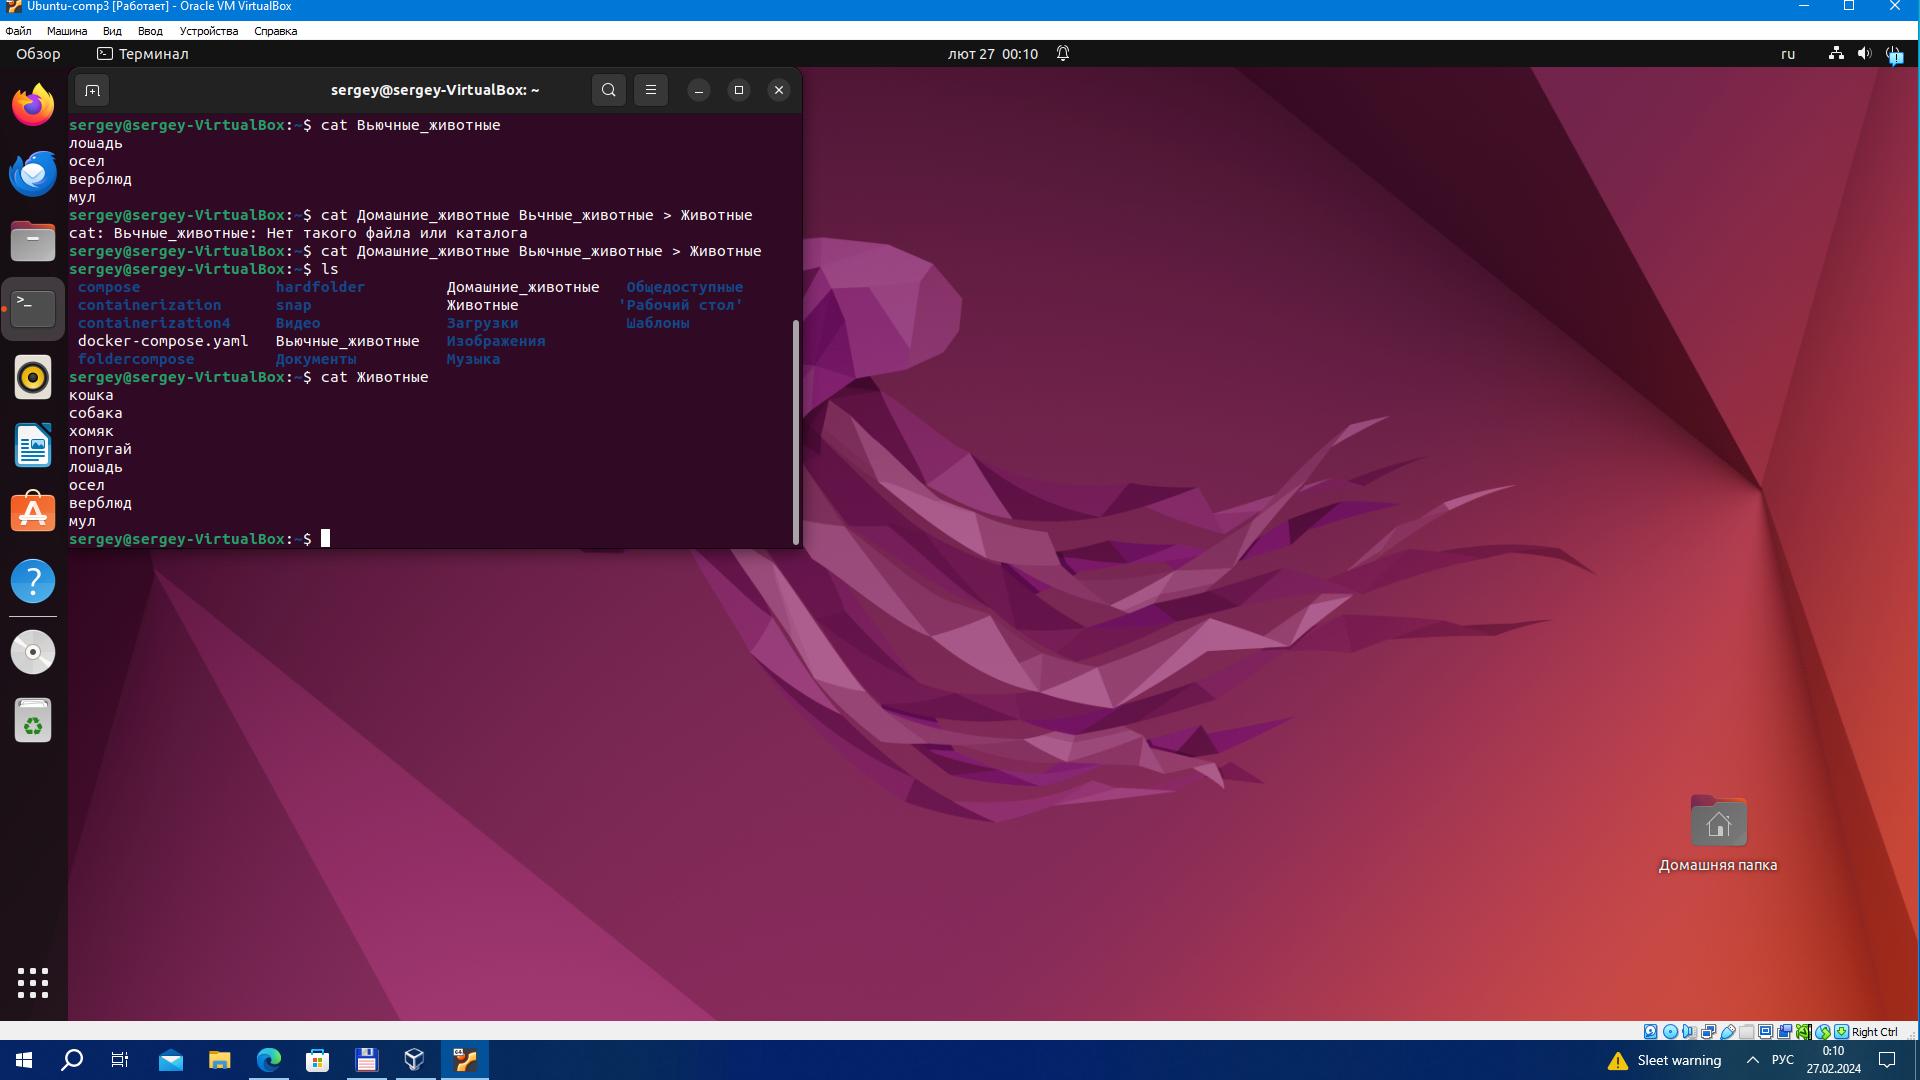 Ubuntu-comp3 [Работает] - Oracle VM VirtualBox
Файл Машина Вид Ввод Устройства Справка
Обзор Терминал лют 27 00:10 ru
sergey@sergey-VirtualBox: ~
sergey@sergey-VirtualBox:~$ cat Вьючные_животные
лошадь
осел
верблюд
мул
sergey@sergey-VirtualBox:~$ cat Домашние_животные Вьчные_животные > Животные
cat: Вьчные_животные: Нет такого файла или каталога
sergey@sergey-VirtualBox:~$ cat Домашние_животные Вьючные_животные > Животные
sergey@sergey-VirtualBox:~$ ls
compose hardfolder Домашние_животные Общедоступные
containerization snap Животные 'Рабочий стол'
containerization4 Видео Загрузки Шаблоны
docker-compose.yaml Вьючные_животные Изображения
foldercompose Документы Музыка
sergey@sergey-VirtualBox:~$ cat Животные
кошка
собака
хомяк
попугай
лошадь
осел
верблюд
мул
sergey@sergey-VirtualBox:~$
Домашняя папка
Right Ctrl
Sleet warning РУС 0:10
27.02.2024